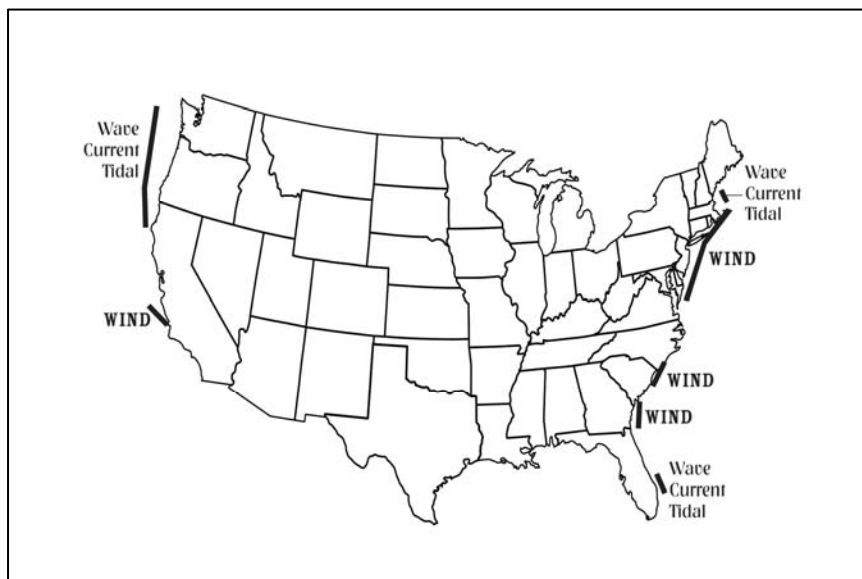 Wave
Current
Tidal
WIND
Wave
Current
Tidal
WIND
WIND
WIND
Wave
Current
Tidal